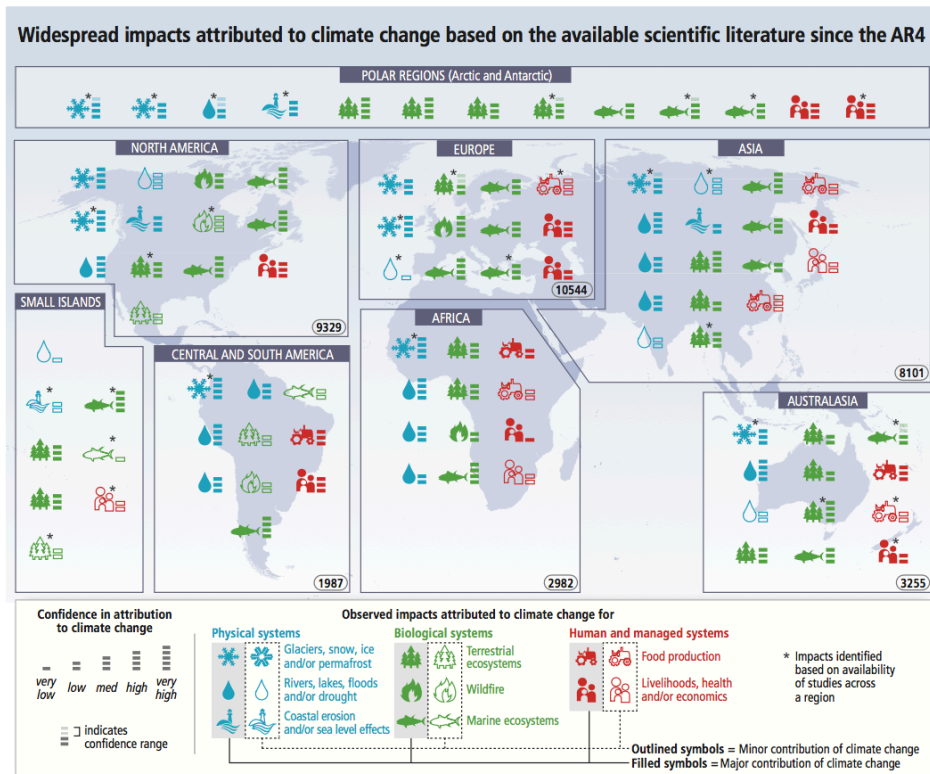 Widespread impacts attributed to climate change based on the available scientific literature since the AR4
POLAR REGIONS (Arctic and Antarctic)
NORTH AMERICA
EUROPE
ASIA
SMALL ISLANDS
9329
10544
AFRICA
CENTRAL AND SOUTH AMERICA
8101
AUSTRALASIA
1987
2982
3255
Confidence in attribution
to climate change
very
low
low
med
high
very
high
indicates
confidence range
Observed impacts attributed to climate change for
Physical systems
Glaciers, snow, ice
and/or permafrost
Rivers, lakes, floods
and/or drought
Coastal erosion
and/or sea level effects
Biological systems
Terrestrial
ecosystems
Wildfire
Marine ecosystems
Human and managed systems
Food production
Livelihoods, health
and/or economics
* Impacts identified
based on availability
of studies across
a region
Outlined symbols = Minor contribution of climate change
Filled symbols = Major contribution of climate change